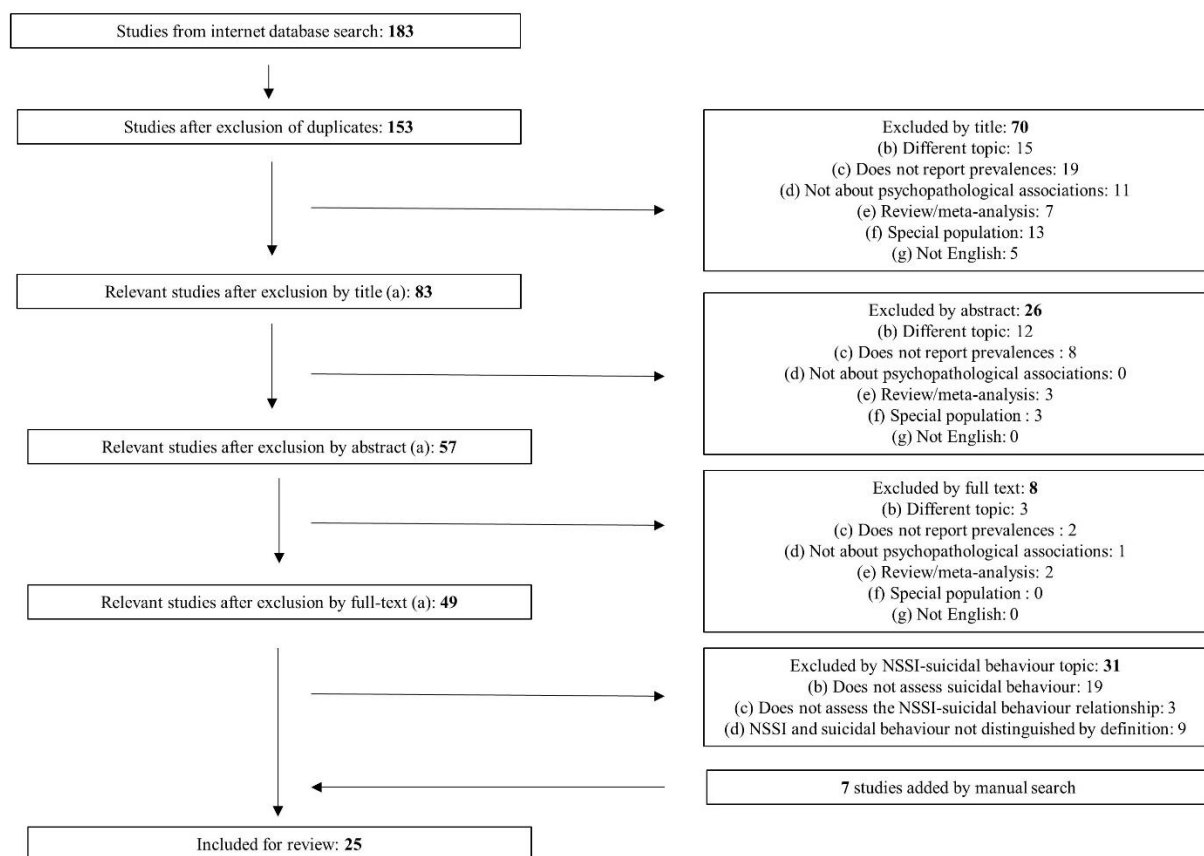 Studies from internet database search: 183
Studies after exclusion of duplicates: 153
Excluded by title: 70
(b) Different topic: 15
(c) Does not report prevalences: 19
(d) Not about psychopathological associations: 11
(e) Review/meta-analysis: 7
(f) Special population: 13
(g) Not English: 5
Relevant studies after exclusion by title (a): 83
Excluded by abstract: 26
(b) Different topic: 12
(c) Does not report prevalences : 8
(d) Not about psychopathological associations: 0
(e) Review/meta-analysis: 3
(f) Special population : 3
(g) Not English: 0
Relevant studies after exclusion by abstract (a): 57
Excluded by full text: 8
(b) Different topic: 3
(c) Does not report prevalences : 2
(d) Not about psychopathological associations: 1
(e) Review/meta-analysis: 2
(f) Special population : 0
(g) Not English: 0
Relevant studies after exclusion by full-text (a): 49
Excluded by NSSI-suicidal behaviour topic: 31
(b) Does not assess suicidal behaviour: 19
(c) Does not assess the NSSI-suicidal behaviour relationship: 3
(d) NSSI and suicidal behaviour not distinguished by definition: 9
7 studies added by manual search
Included for review: 25